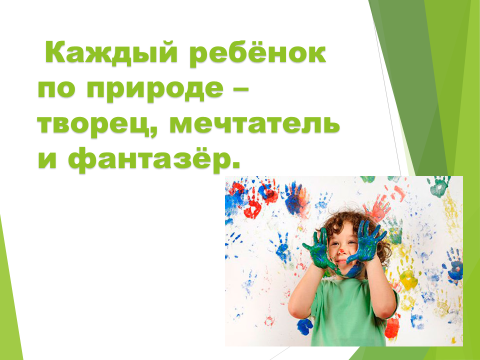 Каждый ребёнок
по природе –
творец, мечтатель
и фантазёр.